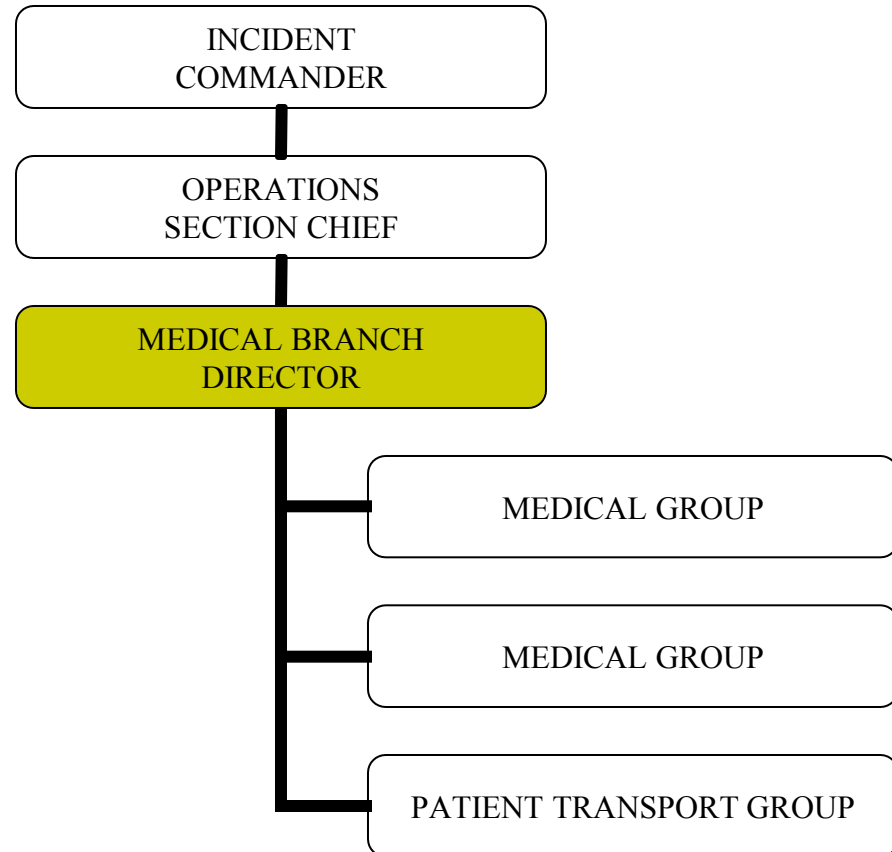 INCIDENT
COMMANDER
OPERATIONS
SECTION CHIEF
MEDICAL BRANCH
DIRECTOR
MEDICAL GROUP
MEDICAL GROUP
PATIENT TRANSPORT GROUP